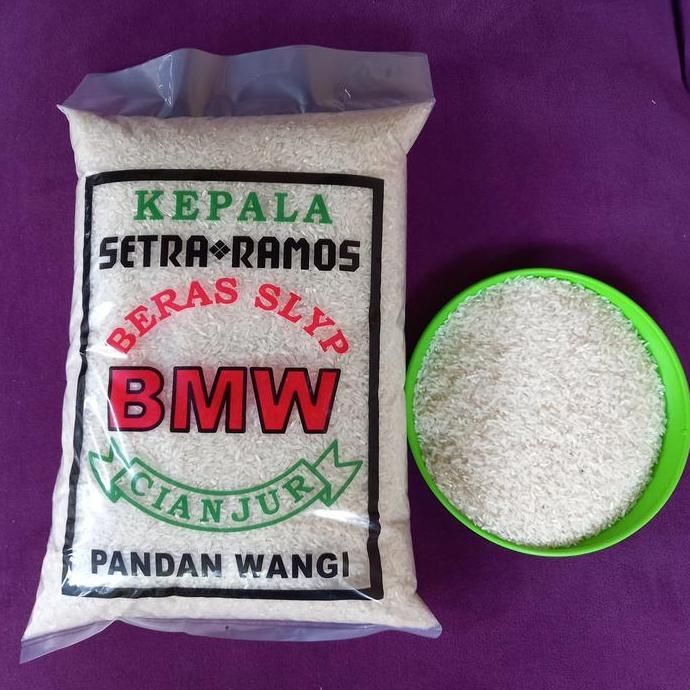 KEPALA
SETRA❖RAMOS
BERAS SLYP
BMW
CIANJUR
PANDAN WANGI